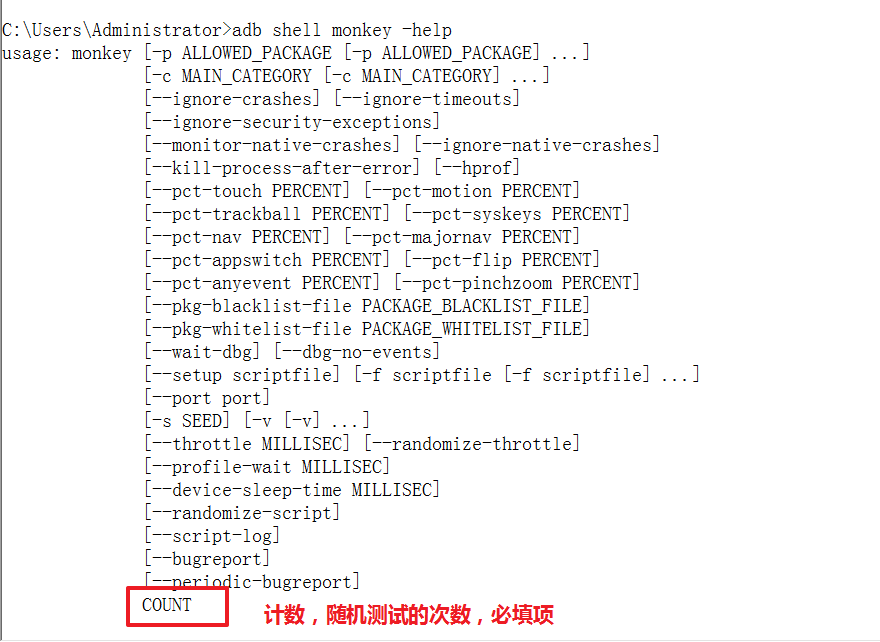 C:\Users\Administrator>adb shell monkey -help
usage: monkey [-p ALLOWED_PACKAGE [-p ALLOWED_PACKAGE] ...]
[-c MAIN_CATEGORY [-c MAIN_CATEGORY] ...]
[--ignore-crashes] [--ignore-timeouts]
[--ignore-security-exceptions]
[--monitor-native-crashes] [--ignore-native-crashes]
[--kill-process-after-error] [--hprof]
[--pct-touch PERCENT] [--pct-motion PERCENT]
[--pct-trackball PERCENT] [--pct-syskeys PERCENT]
[--pct-nav PERCENT] [--pct-majornav PERCENT]
[--pct-appswitch PERCENT] [--pct-flip PERCENT]
[--pct-anyevent PERCENT] [--pct-pinchzoom PERCENT]
[--pkg-blacklist-file PACKAGE_BLACKLIST_FILE]
[--pkg-whitelist-file PACKAGE_WHITELIST_FILE]
[--wait-dbg] [--dbg-no-events]
[--setup scriptfile] [-f scriptfile [-f scriptfile] ...]
[--port port]
[-s SEED] [-v [-v] ...]
[--throttle MILLISEC] [--randomize-throttle]
[--profile-wait MILLISEC]
[--device-sleep-time MILLISEC]
[--randomize-script]
[--script-log]
[--bugreport]
[--periodic-bugreport]
COUNT 计数，随机测试的次数，必填项